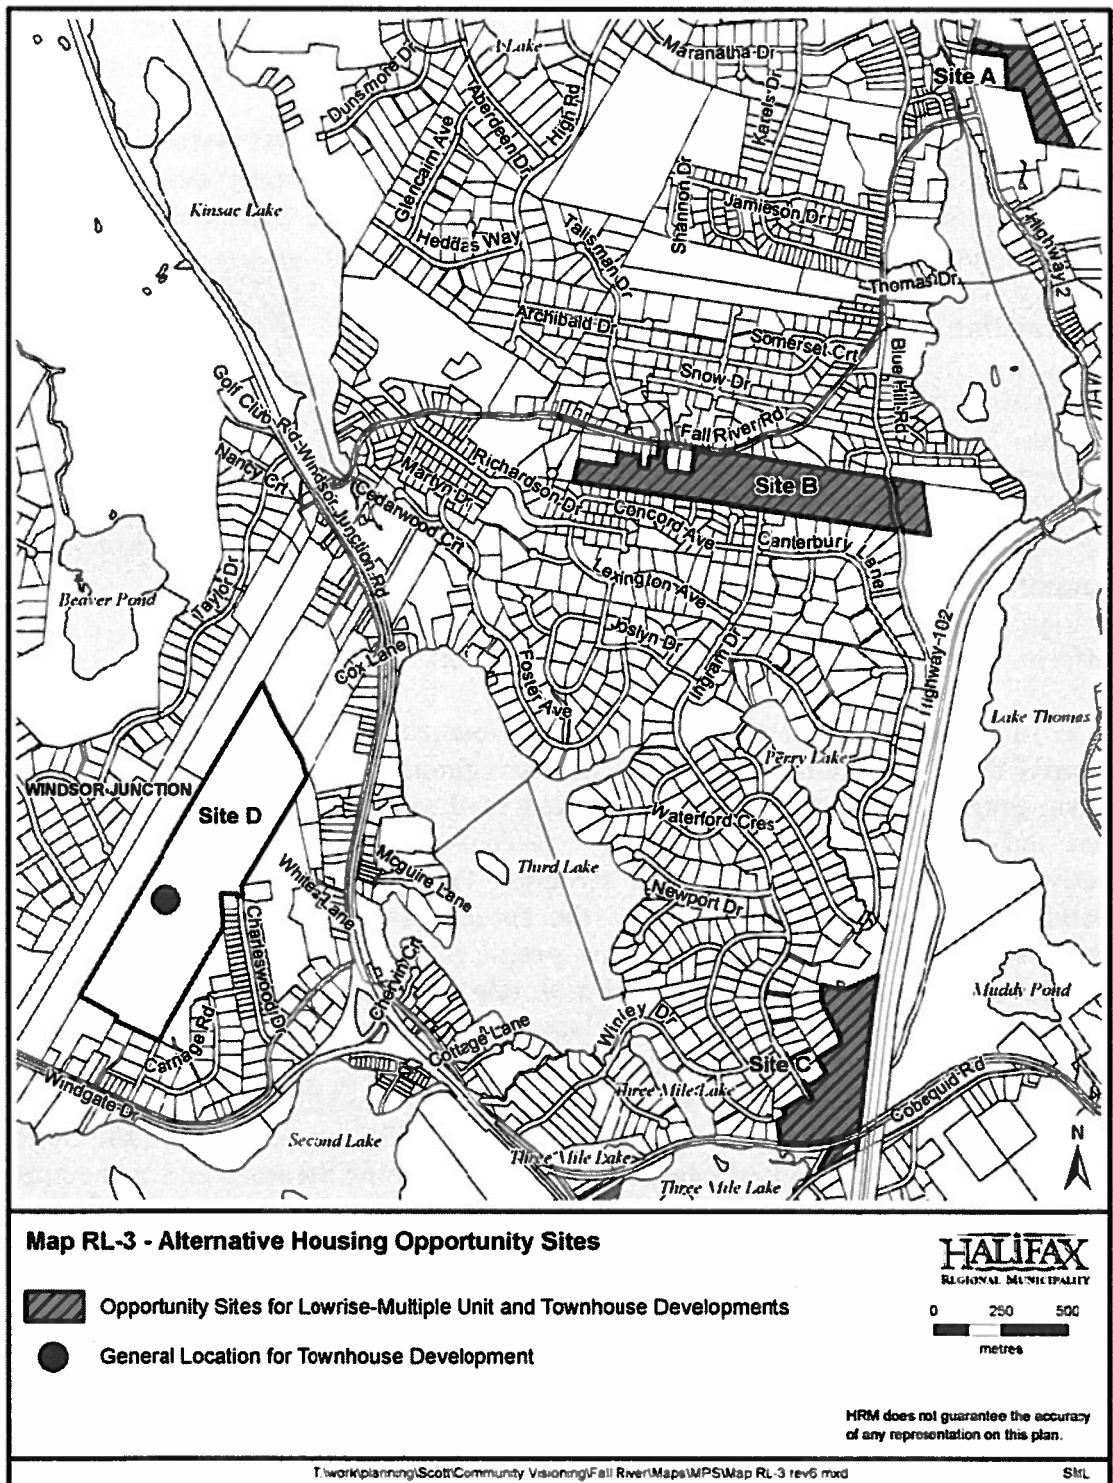 A Lake
Maranatha Dr
Site A
Dunsmore Dr
Aberdeen Dr
High Rd
Karels Dr
Glencairn Ave
Kinsac Lake
Shannon Dr
Jamieson Dr
Heddas Way
Talisman Dr
Highway 2
Thomas Dr
Archibald Dr
Somerset Crt
Blue Hill Rd
Snow Dr
Golf Club Rd
Fall River Rd
Windsor Junction Rd
Nancy Crt
Martyn Dr
Richardson Dr
Site B
Cedarwood Crt
Concord Ave
Canterbury Lane
Taylor Dr
Beaver Pond
Lexington Ave
Joslyn Dr
Cox Lane
Foster Ave
Ingram Dr
Highway 102
Lake Thomas
Perry Lake
WINDSOR JUNCTION
Site D
Waterford Cres
Mcguire Lane
Third Lake
White Lane
Newport Dr
Charleswood Dr
Chervin Crt
Muddy Pond
Winley Dr
Carriage Rd
Cottage Lane
Site C
Three Mile Lake
Cobequid Rd
Windgate Dr
Second Lake
Three Mile Lake
Three Mile Lake
N
Map RL-3 - Alternative Housing Opportunity Sites
HALIFAX
REGIONAL MUNICIPALITY
Opportunity Sites for Lowrise-Multiple Unit and Townhouse Developments
0 250 500
metres
General Location for Townhouse Development
HRM does not guarantee the accuracy
of any representation on this plan.
T:\work\planning\Scott\Community Visioning\Fall River\Maps\MPS\Map RL-3 rev6 mxd
SML